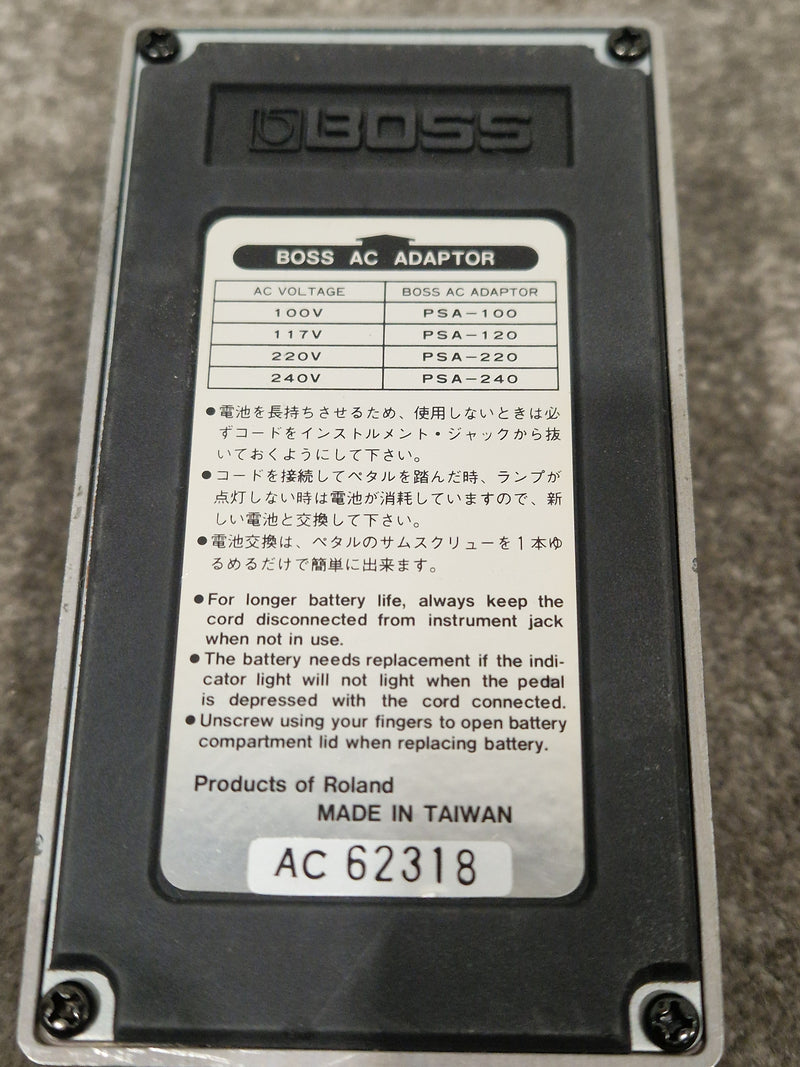 BOSS
BOSS AC ADAPTOR
AC VOLTAGE BOSS AC ADAPTOR
100V PSA-100
117V PSA-120
220V PSA-220
240V PSA-240
●電池を長持ちさせるため、使用しないときは必
ずコードをインストルメント・ジャックから抜
いておくようにして下さい。
●コードを接続してペタルを踏んだ時、ランプが
点灯しない時は電池が消耗していますので、新
しい電池と交換して下さい。
●電池交換は、ペタルのサムスクリューを1本ゆ
るめるだけで簡単に出来ます。
●For longer battery life, always keep the
cord disconnected from instrument jack
when not in use.
●The battery needs replacement if the indi-
cator light will not light when the pedal
is depressed with the cord connected.
●Unscrew using your fingers to open battery
compartment lid when replacing battery.
Products of Roland
MADE IN TAIWAN
AC 62318